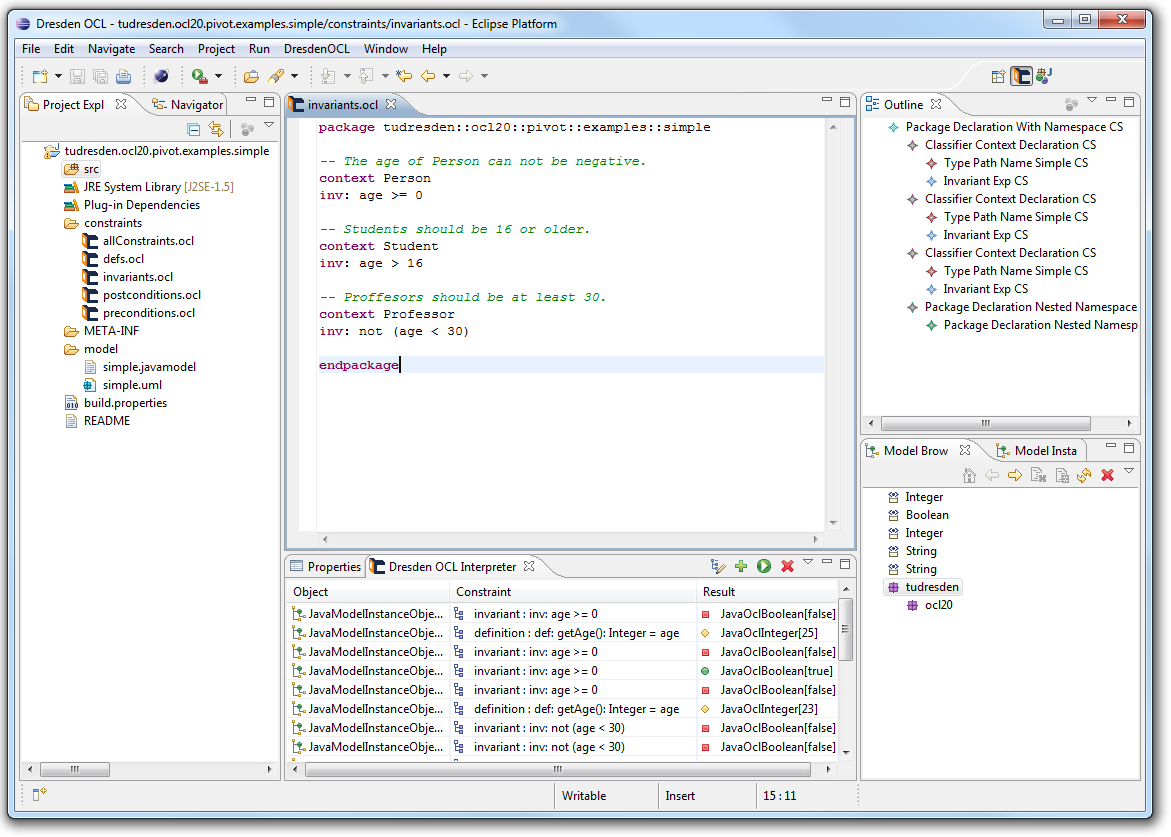 Dresden OCL - tudresden.ocl20.pivot.examples.simple/constraints/invariants.ocl - Eclipse Platform
File Edit Navigate Search Project Run DresdenOCL Window Help
Project Expl
Navigator
tudresden.ocl20.pivot.examples.simple
src
JRE System Library [J2SE-1.5]
Plug-in Dependencies
constraints
allConstraints.ocl
defs.ocl
invariants.ocl
postconditions.ocl
preconditions.ocl
META-INF
model
simple.javamodel
simple.uml
build.properties
README
invariants.ocl
package tudresden::ocl20::pivot::examples::simple
-- The age of Person can not be negative.
context Person
inv: age >= 0
-- Students should be 16 or older.
context Student
inv: age > 16
-- Proffesors should be at least 30.
context Professor
inv: not (age < 30)
endpackage
Outline
Package Declaration With Namespace CS
Classifier Context Declaration CS
Type Path Name Simple CS
Invariant Exp CS
Classifier Context Declaration CS
Type Path Name Simple CS
Invariant Exp CS
Classifier Context Declaration CS
Type Path Name Simple CS
Invariant Exp CS
Package Declaration Nested Namespace
Package Declaration Nested Namesp
Model Brow
Model Insta
Integer
Boolean
Integer
String
String
tudresden
ocl20
Properties
Dresden OCL Interpreter
Object Constraint Result
JavaModelInstanceObje... invariant : inv: age >= 0 JavaOclBoolean[false]
JavaModelInstanceObje... definition : def: getAge(): Integer = age JavaOclInteger[25]
JavaModelInstanceObje... invariant : inv: age >= 0 JavaOclBoolean[false]
JavaModelInstanceObje... invariant : inv: age >= 0 JavaOclBoolean[true]
JavaModelInstanceObje... invariant : inv: age >= 0 JavaOclBoolean[false]
JavaModelInstanceObje... definition : def: getAge(): Integer = age JavaOclInteger[23]
JavaModelInstanceObje... invariant : inv: not (age < 30) JavaOclBoolean[false]
JavaModelInstanceObje... invariant : inv: not (age < 30) JavaOclBoolean[false]
Writable Insert 15 : 11